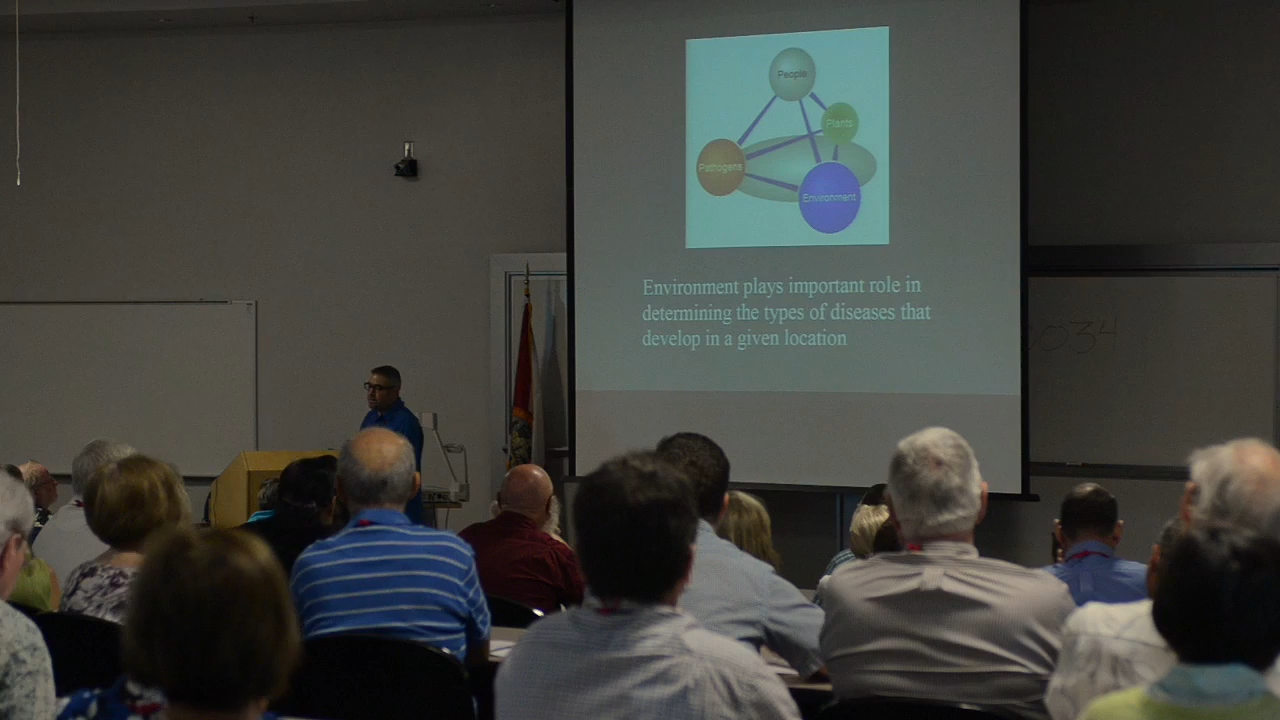 People
Plants
Pathogens
Environment
Environment plays important role in
determining the types of diseases that
develop in a given location
0034